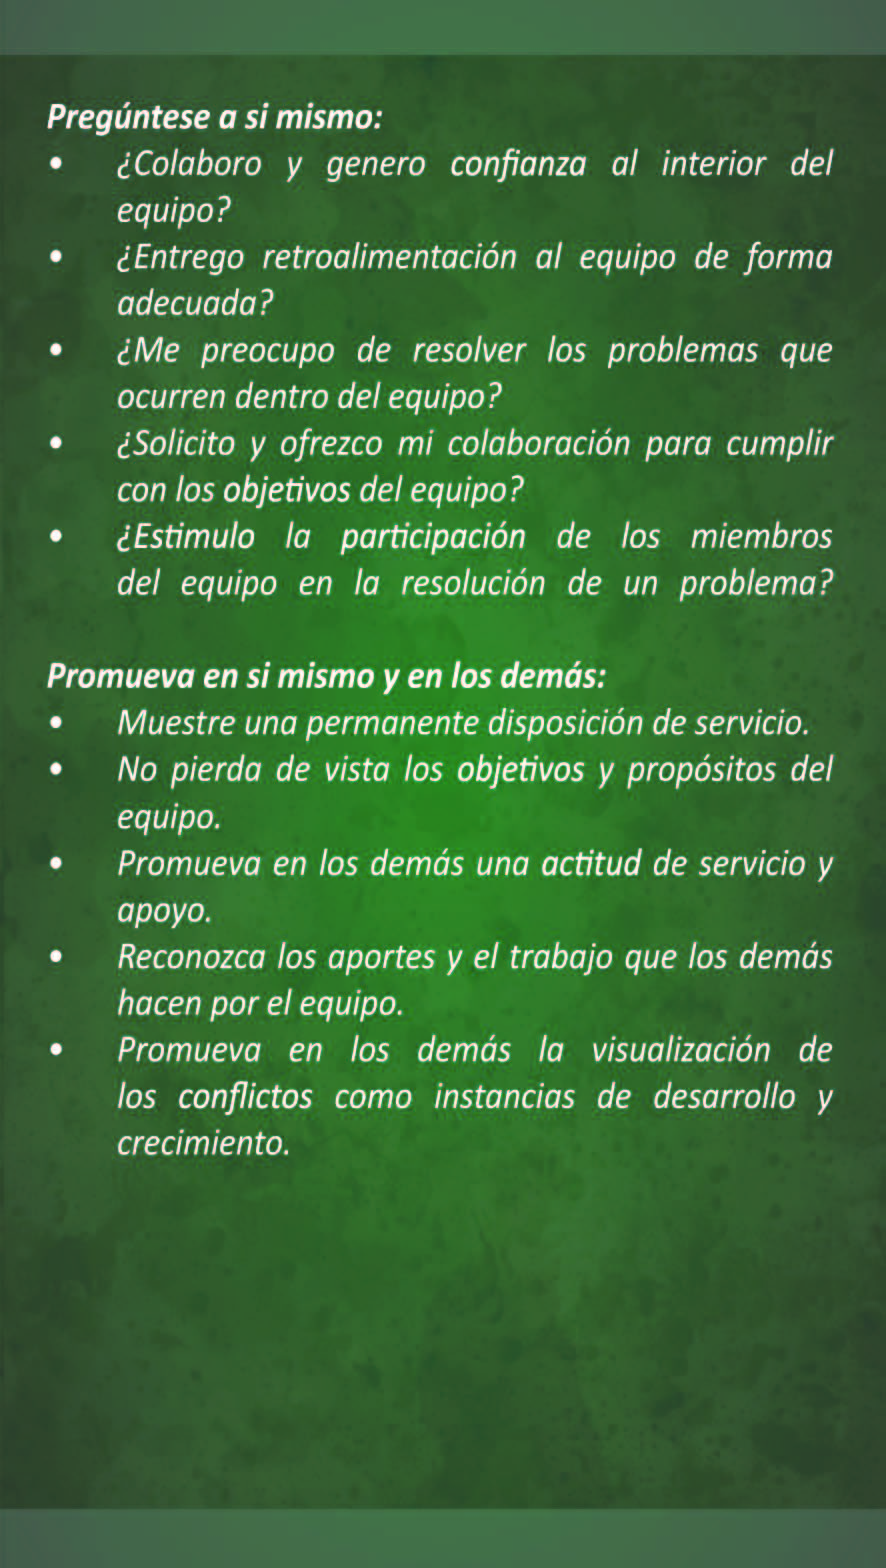 Pregúntese a si mismo:
• ¿Colaboro y genero confianza al interior del
equipo?
• ¿Entrego retroalimentación al equipo de forma
adecuada?
• ¿Me preocupo de resolver los problemas que
ocurren dentro del equipo?
• ¿Solicito y ofrezco mi colaboración para cumplir
con los objetivos del equipo?
• ¿Estimulo la participación de los miembros
del equipo en la resolución de un problema?
Promueva en si mismo y en los demás:
• Muestre una permanente disposición de servicio.
• No pierda de vista los objetivos y propósitos del
equipo.
• Promueva en los demás una actitud de servicio y
apoyo.
• Reconozca los aportes y el trabajo que los demás
hacen por el equipo.
• Promueva en los demás la visualización de
los conflictos como instancias de desarrollo y
crecimiento.